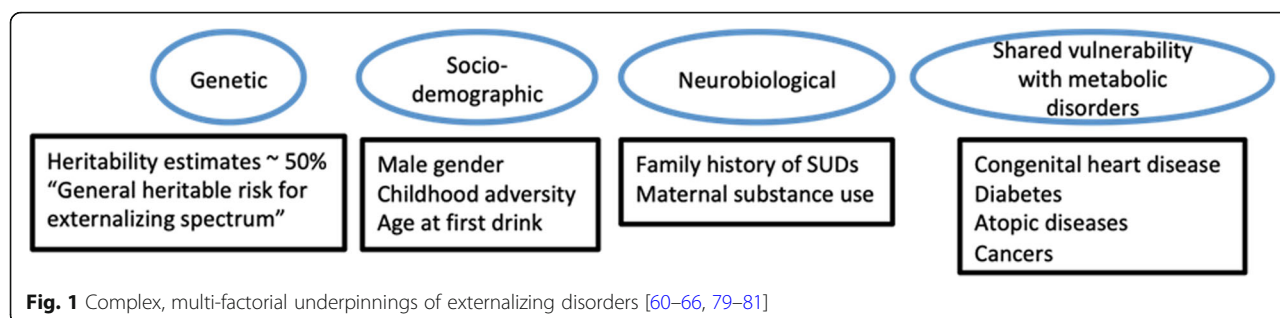 Genetic
Socio-
demographic
Neurobiological
Shared vulnerability
with metabolic
disorders
Heritability estimates ~ 50%
“General heritable risk for
externalizing spectrum”
Male gender
Childhood adversity
Age at first drink
Family history of SUDs
Maternal substance use
Congenital heart disease
Diabetes
Atopic diseases
Cancers
Fig. 1 Complex, multi-factorial underpinnings of externalizing disorders [60–66, 79–81]